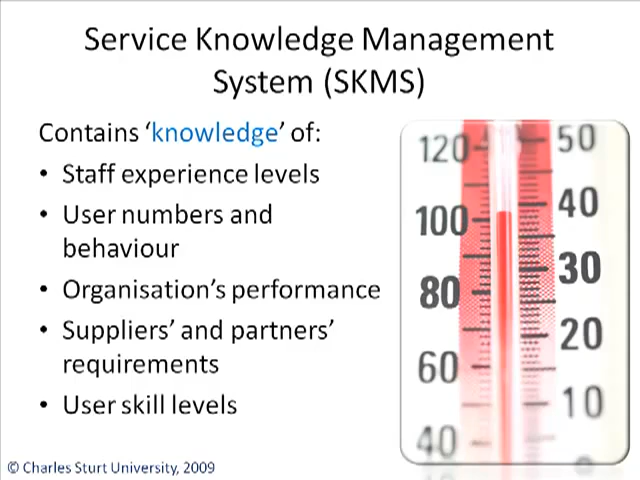 Service Knowledge Management
System (SKMS)
Contains ‘knowledge’ of:
• Staff experience levels
• User numbers and
behaviour
• Organisation’s performance
• Suppliers’ and partners’
requirements
• User skill levels
120
100
80
60
40
50
40
30
20
10
0
© Charles Sturt University, 2009